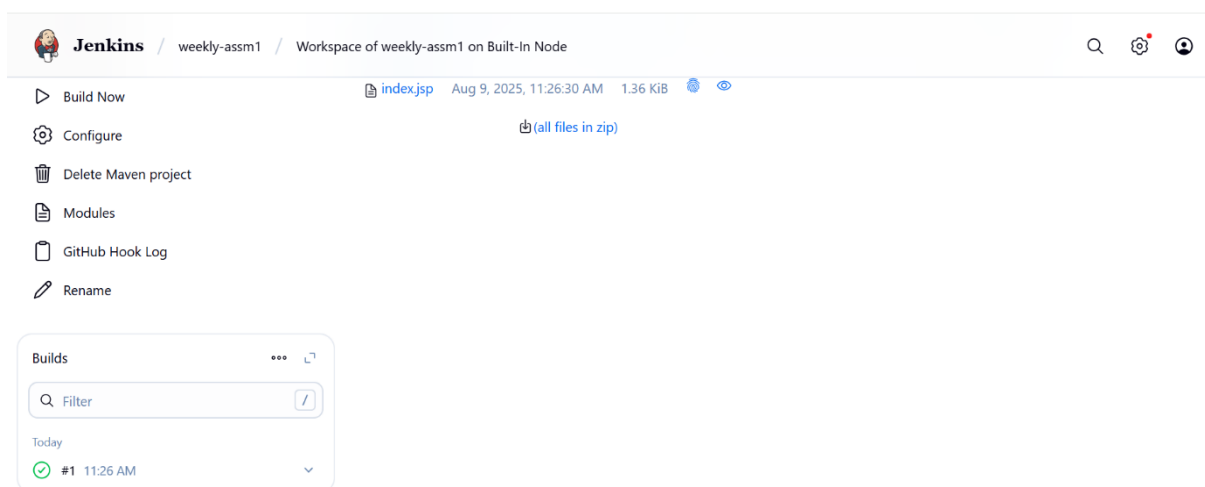 Jenkins / weekly-assm1 / Workspace of weekly-assm1 on Built-In Node
Build Now
index.jsp Aug 9, 2025, 11:26:30 AM 1.36 KiB
(all files in zip)
Configure
Delete Maven project
Modules
GitHub Hook Log
Rename
Builds
Filter /
Today
#1 11:26 AM